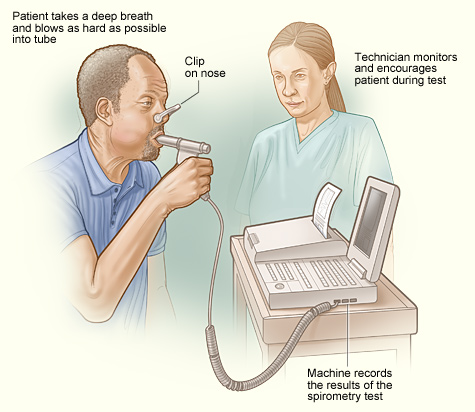 Patient takes a deep breath
and blows as hard as possible
into tube
Clip
on nose
Technician monitors
and encourages
patient during test
Machine records
the results of the
spirometry test